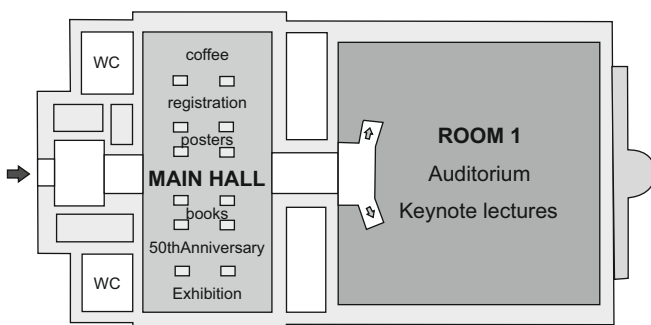 WC
coffee
registration
posters
MAIN HALL
books
50thAnniversary
Exhibition
WC
ROOM 1
Auditorium
Keynote lectures